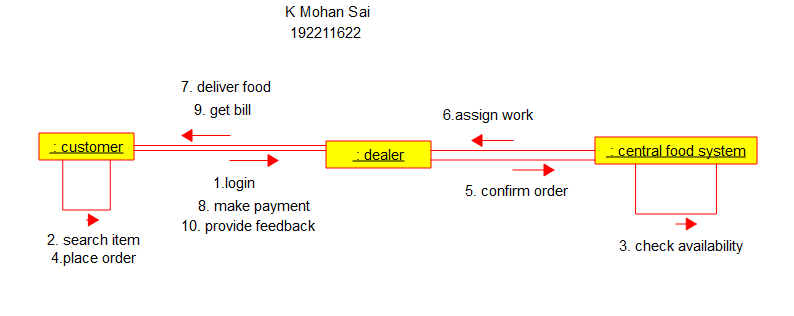 K Mohan Sai
192211622
7. deliver food
9. get bill
6.assign work
: customer
: dealer
: central food system
1.login
8. make payment
10. provide feedback
5. confirm order
2. search item
4.place order
3. check availability